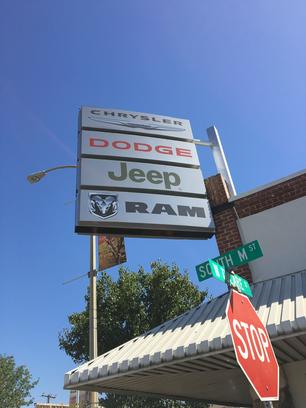 CHRYSLER
DODGE
Jeep
RAM
SOUTH M ST
STOP